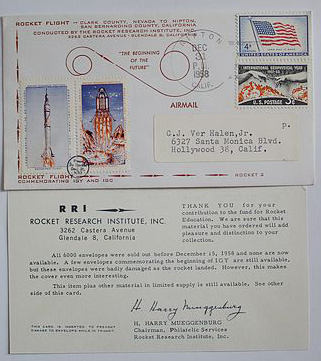 ROCKET FLIGHT — CLARK COUNTY, NEVADA TO NIPTON,
SAN BERNARDINO COUNTY, CALIFORNIA
CONDUCTED BY THE ROCKET RESEARCH INSTITUTE, INC.
3262 CASTERA AVENUE • GLENDALE 8, CALIFORNIA
"THE BEGINNING
OF THE
FUTURE"
DEC
1958
CALIF.
4¢
INTERNATIONAL GEOPHYSICAL YEAR
1957-58
U.S. POSTAGE 3¢
AIRMAIL
P.
C.J. Ver Halen, Jr.
6327 Santa Monica Blvd.
Hollywood 38, Calif.
ROCKET FLIGHT
COMMEMORATING IGY AND IGC
ROCKET 2
RRI
ROCKET RESEARCH INSTITUTE, INC.
3262 Castera Avenue
Glendale 8, California
THANK YOU for your
contribution to the fund for Rocket
Education. We are sure that this
material you have ordered will add
pleasure and distinction to your
collection.
All 6000 envelopes were sold out before December 15, 1958 and none are now
available. A few envelopes commemorating the beginning of IGY are still available,
but these envelopes were badly damaged as the rocket landed. However, this makes
the cover even more interesting.
This item plus other material in limited supply is still available. See other
side of this card.
H. Harry Mueggenburg
H. HARRY MUEGGENBURG
Chairman, Philatelic Services
Rocket Research Institute, Inc.
THIS CARD IS INSERTED TO PREVENT
DAMAGE TO ENVELOPE WHILE IN TRANSIT.